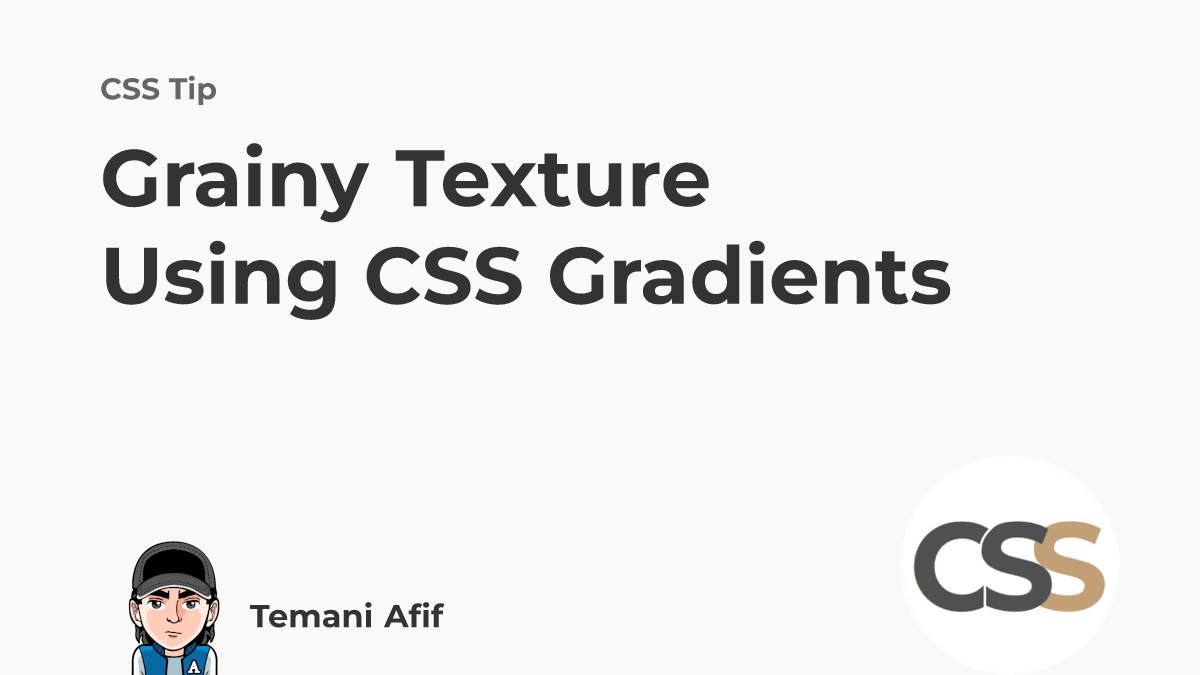 CSS Tip
Grainy Texture
Using CSS Gradients
A
Temani Afif
CSS